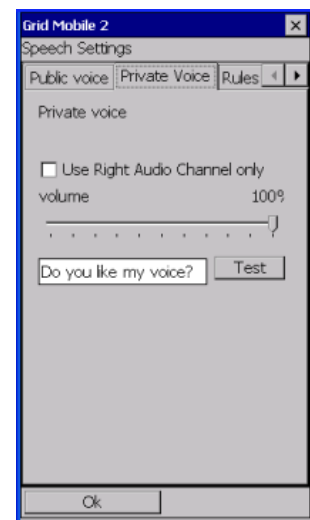 Grid Mobile 2
Speech Settings
Public voice Private Voice Rules
Private voice
Use Right Audio Channel only
volume 100%
Do you like my voice? Test
Ok